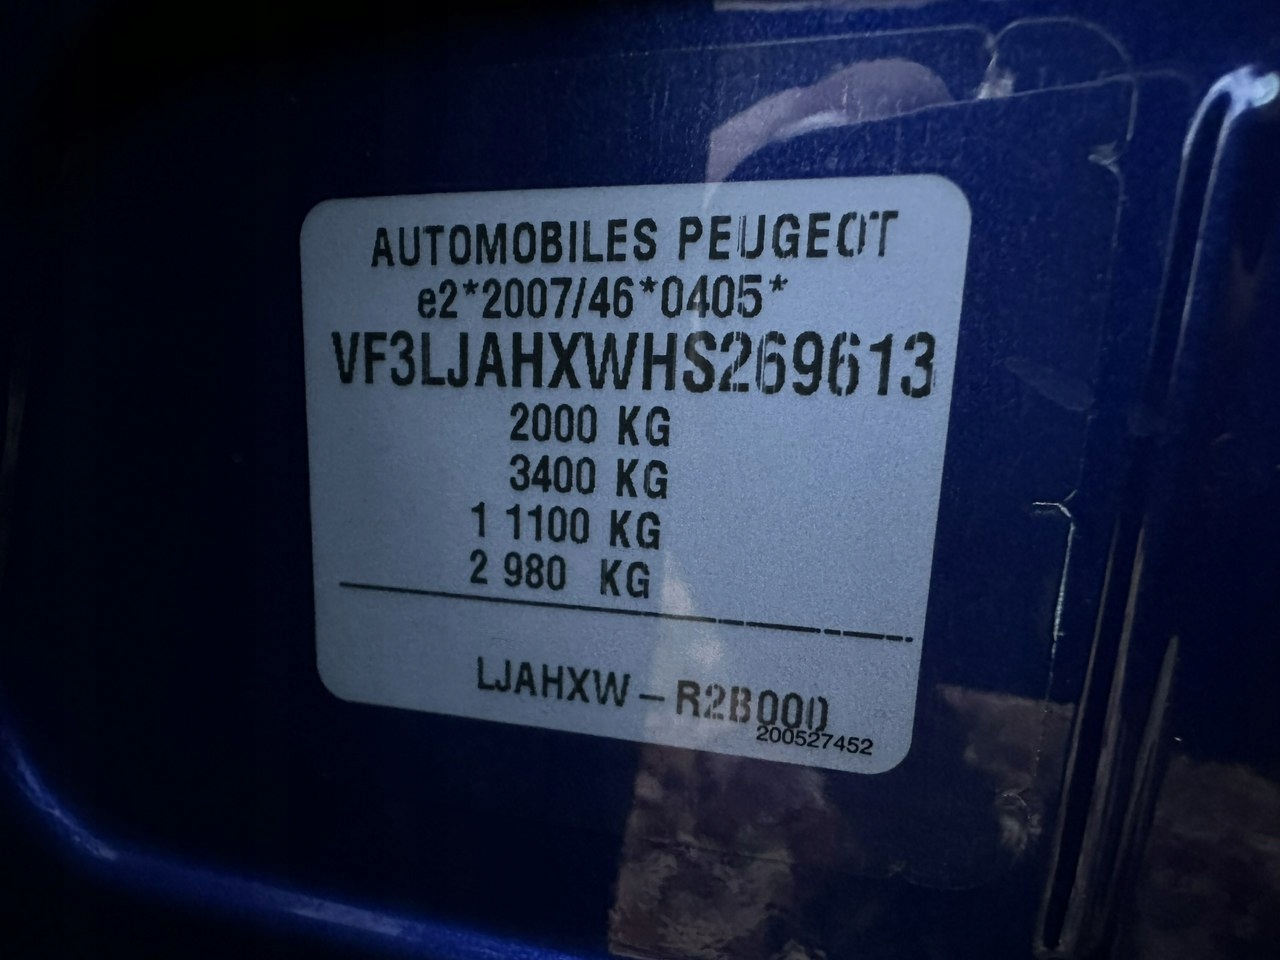 AUTOMOBILES PEUGEOT
e2*2007/46*0405*
VF3LJAHXWHS269613
2000 KG
3400 KG
1 1100 KG
2 980 KG
LJAHXW – R2B000
200527452